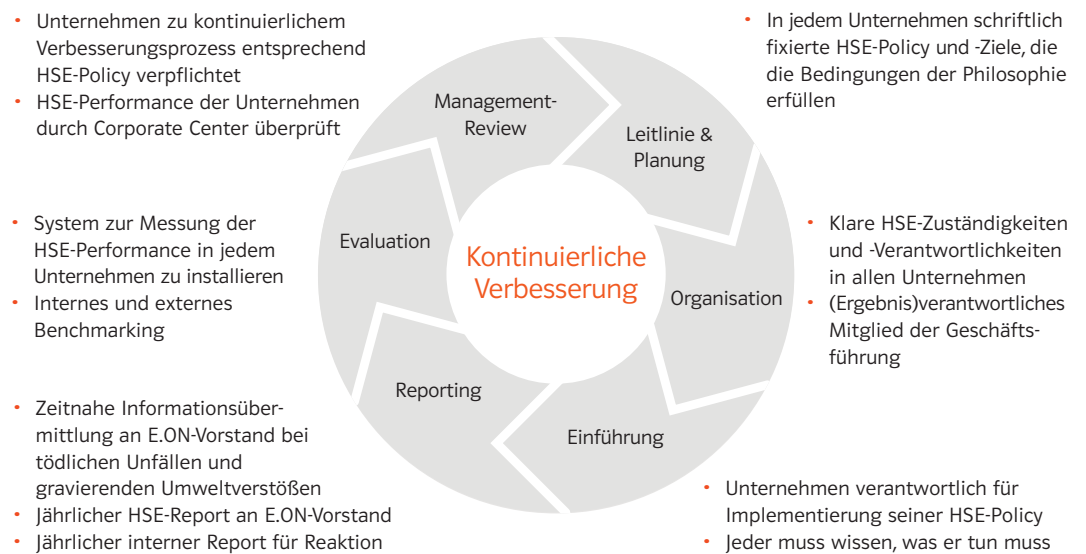 • Unternehmen zu kontinuierlichem
Verbesserungsprozess entsprechend
HSE-Policy verpflichtet
• HSE-Performance der Unternehmen
durch Corporate Center überprüft
• In jedem Unternehmen schriftlich
fixierte HSE-Policy und -Ziele, die
die Bedingungen der Philosophie
erfüllen
Management-
Review
Leitlinie &
Planung
• System zur Messung der
HSE-Performance in jedem
Unternehmen zu installieren
• Internes und externes
Benchmarking
Evaluation
Kontinuierliche
Verbesserung
Organisation
• Klare HSE-Zuständigkeiten
und -Verantwortlichkeiten
in allen Unternehmen
• (Ergebnis)verantwortliches
Mitglied der Geschäfts-
führung
Reporting
Einführung
• Zeitnahe Informationsüber-
mittlung an E.ON-Vorstand bei
tödlichen Unfällen und
gravierenden Umweltverstößen
• Jährlicher HSE-Report an E.ON-Vorstand
• Jährlicher interner Report für Reaktion
• Unternehmen verantwortlich für
Implementierung seiner HSE-Policy
• Jeder muss wissen, was er tun muss